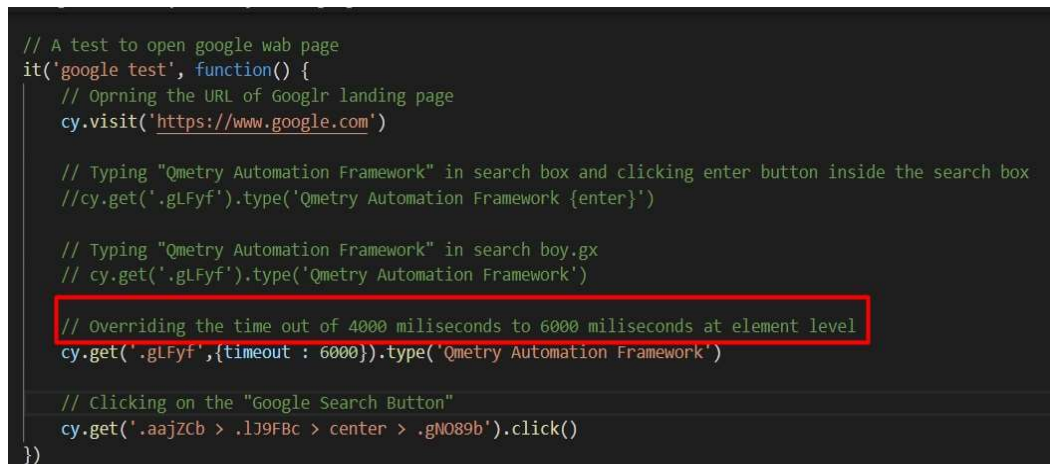 // A test to open google wab page
it('google test', function() {
// Oprning the URL of Googlr landing page
cy.visit('https://www.google.com')
// Typing "Qmetry Automation Framework" in search box and clicking enter button inside the search box
//cy.get('.gLFyf').type('Qmetry Automation Framework {enter}')
// Typing "Qmetry Automation Framework" in search boy.gx
// cy.get('.gLFyf').type('Qmetry Automation Framework')
// Overriding the time out of 4000 miliseconds to 6000 miliseconds at element level
cy.get('.gLFyf',{timeout : 6000}).type('Qmetry Automation Framework')
// Clicking on the "Google Search Button"
cy.get('.aajZCb > .lJ9FBc > center > .gNO89b').click()
})